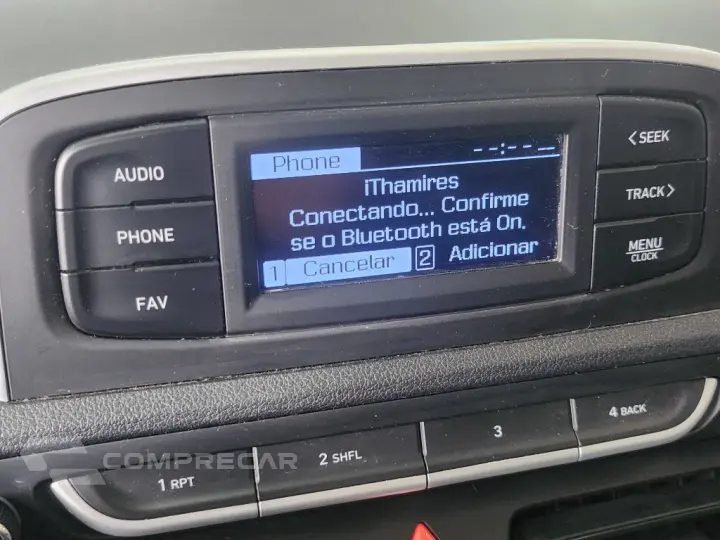 AUDIO
PHONE
FAV
Phone
--:--
iThamires
Conectando... Confirme
se o Bluetooth está On.
1 Cancelar 2 Adicionar
< SEEK
TRACK >
MENU
CLOCK
1 RPT
2 SHFL
3
4 BACK
COMPRECAR